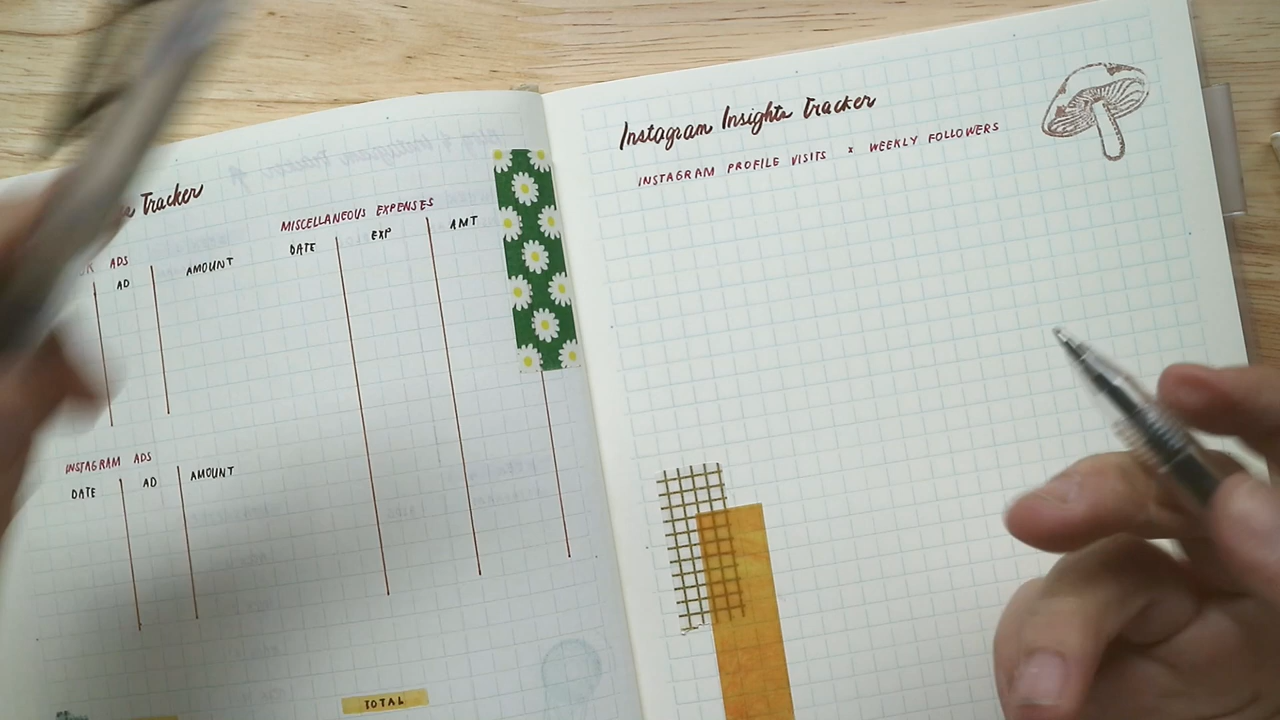 Tracker
ADS
AD
AMOUNT
MISCELLANEOUS EXPENSES
DATE
EXP
AMT
INSTAGRAM ADS
DATE
AD
AMOUNT
TOTAL
Instagram Insights Tracker
INSTAGRAM PROFILE VISITS × WEEKLY FOLLOWERS